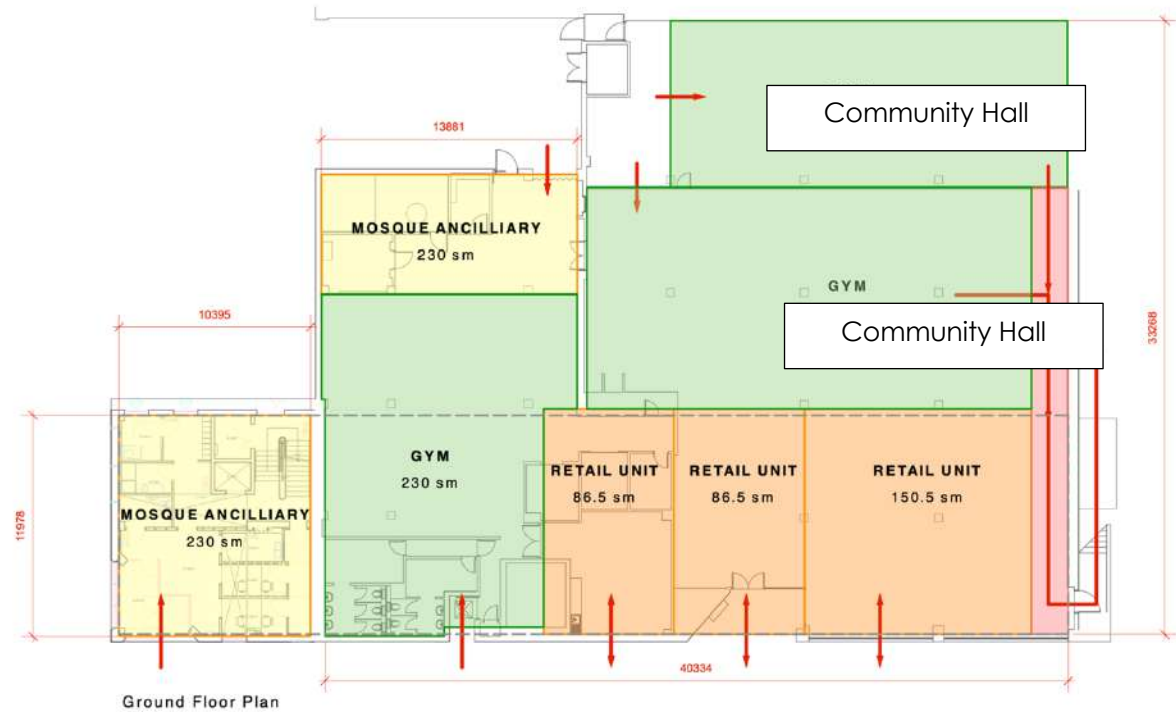 Community Hall
13881
MOSQUE ANCILLIARY
230 sm
GYM
10395
Community Hall
33268
GYM
230 sm
RETAIL UNIT
86.5 sm
RETAIL UNIT
86.5 sm
RETAIL UNIT
150.5 sm
11978
MOSQUE ANCILLIARY
230 sm
40334
Ground Floor Plan